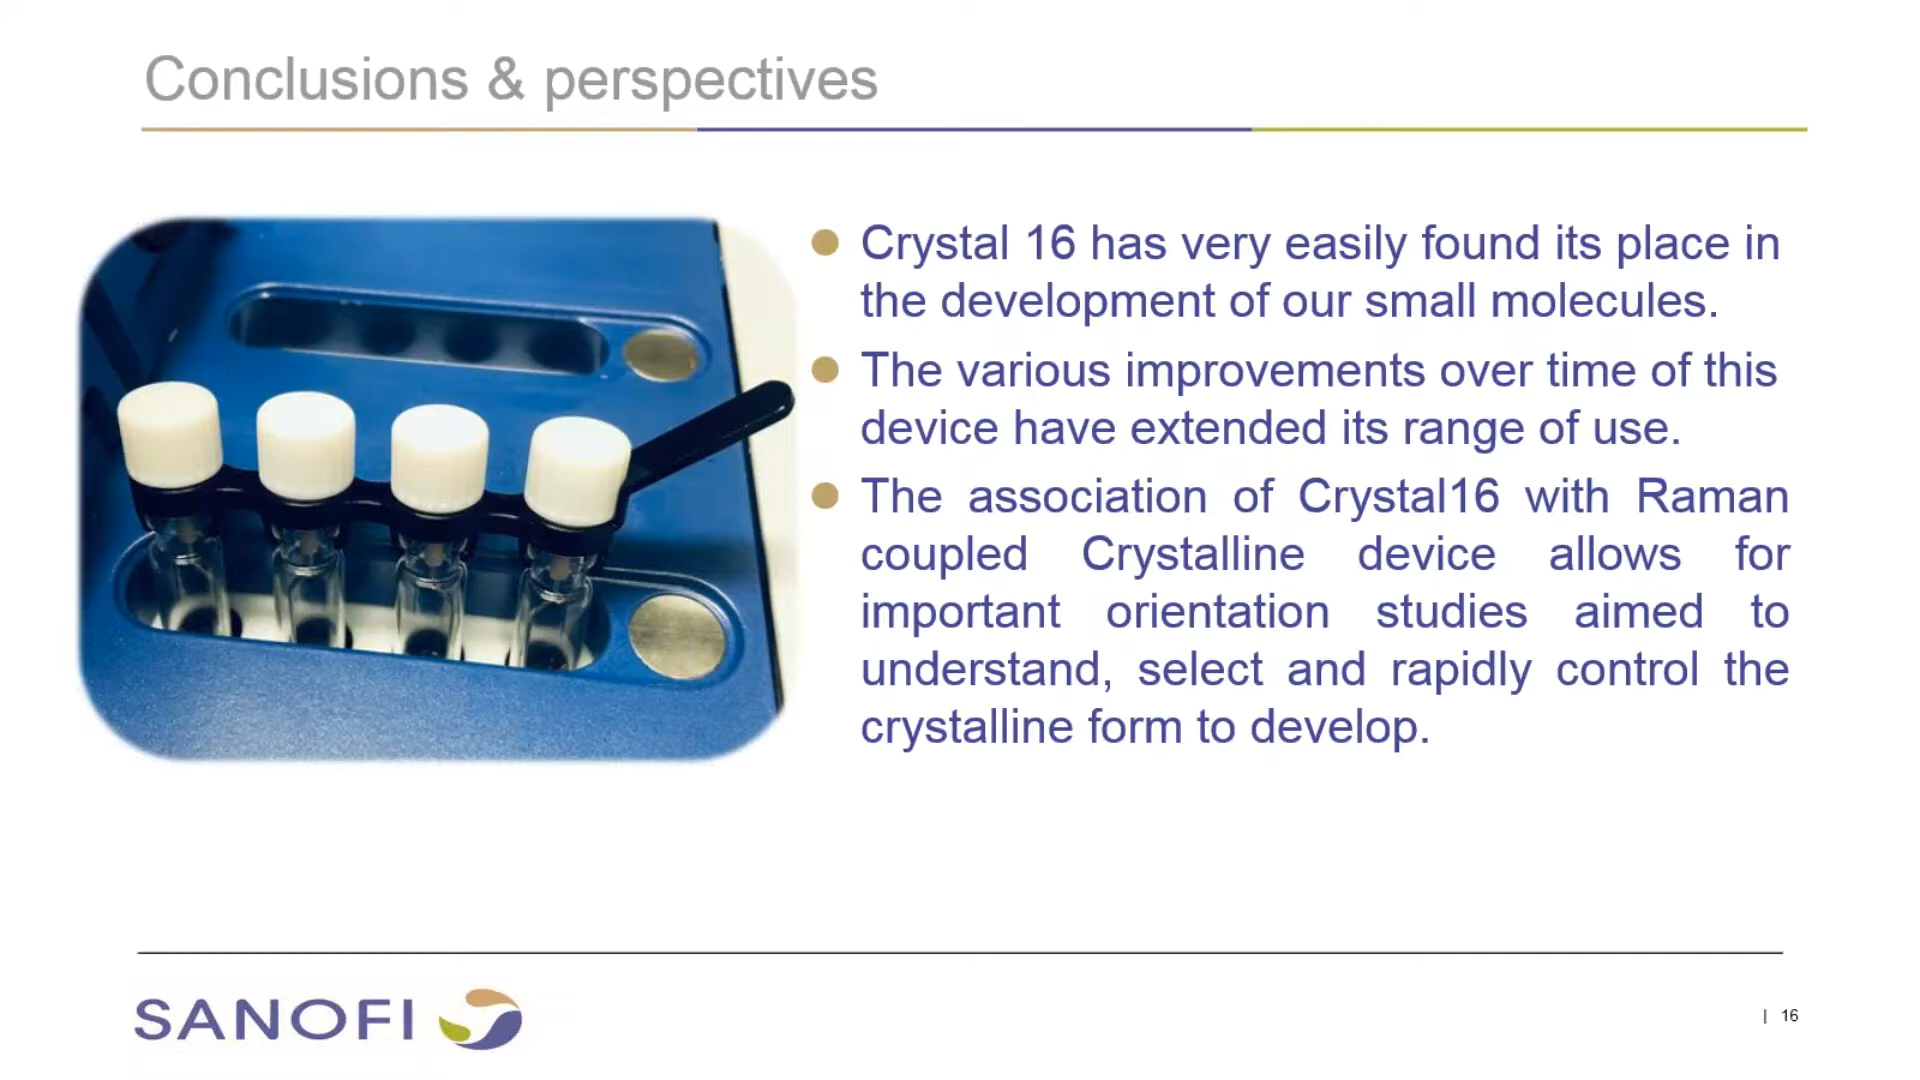 Conclusions & perspectives
Crystal 16 has very easily found its place in
the development of our small molecules.
The various improvements over time of this
device have extended its range of use.
The association of Crystal16 with Raman
coupled Crystalline device allows for
important orientation studies aimed to
understand, select and rapidly control the
crystalline form to develop.
SANOFI
| 16